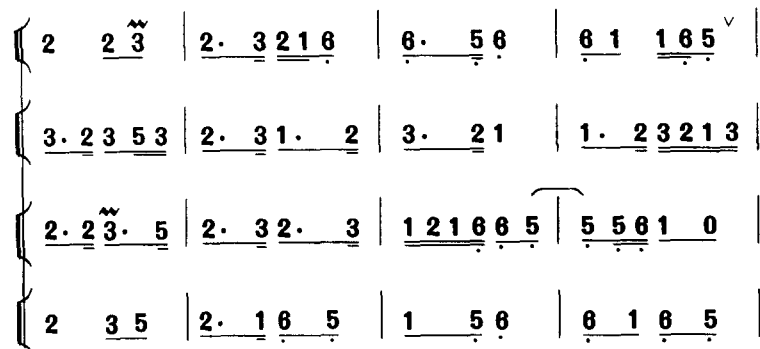 2 2 3 | 2· 3 2 1 6 | 6· 5 6 | 6 1 1 6 5 ∨ |
3· 2 3 5 3 | 2· 3 1· 2 | 3· 2 1 | 1· 2 3 2 1 3 |
2· 2 3· 5 | 2· 3 2· 3 | 1 2 1 6 6 5 | 5 5 6 1 0 |
2 3 5 | 2· 1 6 5 | 1 5 6 | 6 1 6 5 |